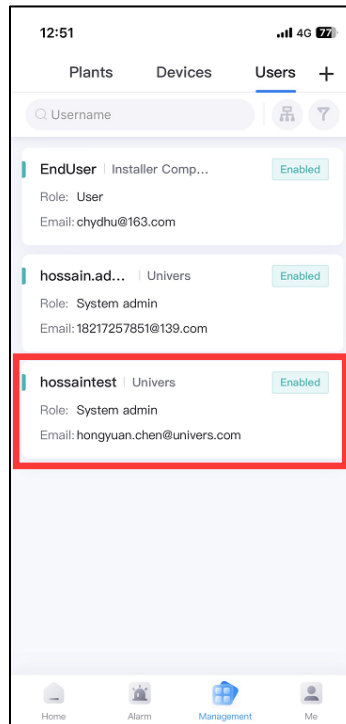 12:51 4G 77
Plants Devices Users +
Username
EndUser Installer Comp... Enabled
Role: User
Email: chydhu@163.com
hossain.ad... Univers Enabled
Role: System admin
Email: 18217257851@139.com
hossaintest Univers Enabled
Role: System admin
Email: hongyuan.chen@univers.com
Home Alarm Management Me